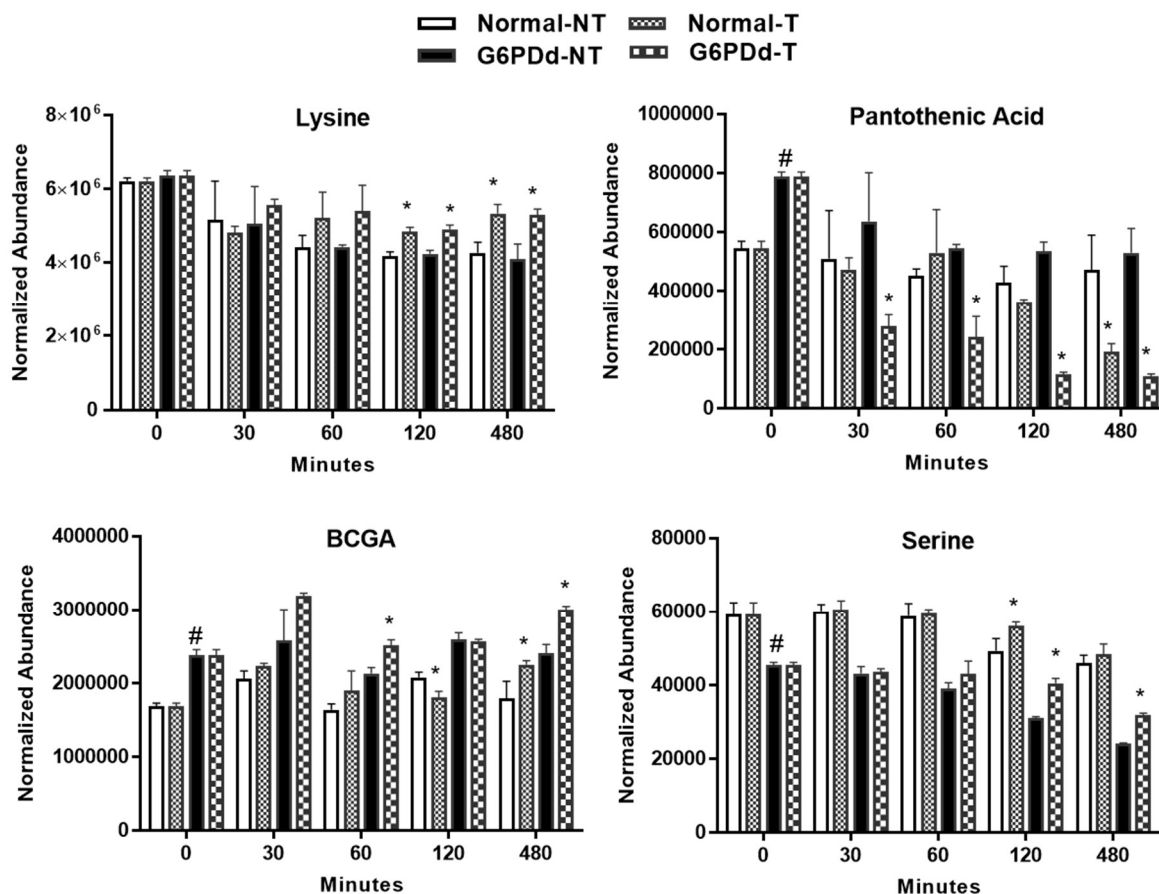 Normal-NT Normal-T
G6PDd-NT G6PDd-T
Lysine
Normalized Abundance
8×10⁶
6×10⁶
4×10⁶
2×10⁶
0
* * * *
0 30 60 120 480
Minutes
Pantothenic Acid
Normalized Abundance
1000000
800000
600000
400000
200000
0
# * * * * *
0 30 60 120 480
Minutes
BCGA
Normalized Abundance
4000000
3000000
2000000
1000000
0
# * * * *
0 30 60 120 480
Minutes
Serine
Normalized Abundance
80000
60000
40000
20000
0
# * * *
0 30 60 120 480
Minutes